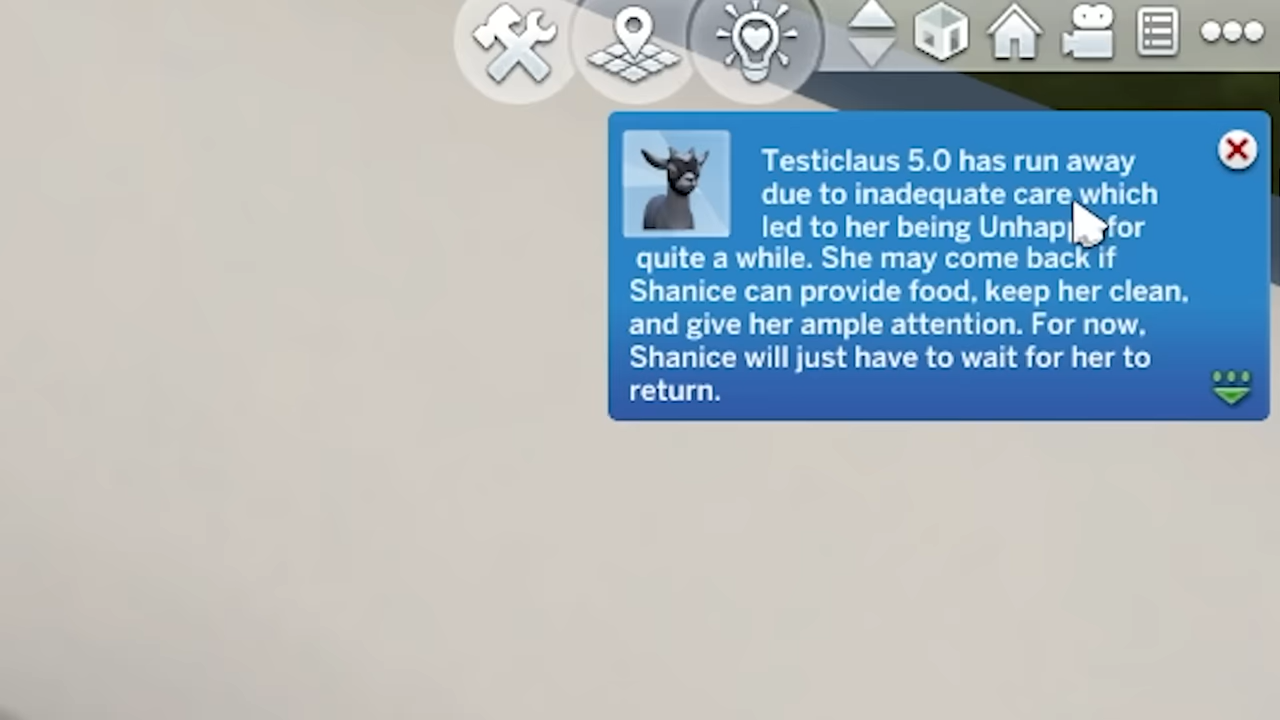 Testiclaus 5.0 has run away
due to inadequate care which
led to her being for
quite a while. She may come back if
Shanice can provide food, keep her clean,
and give her ample attention. For now,
Shanice will just have to wait for her to
return.